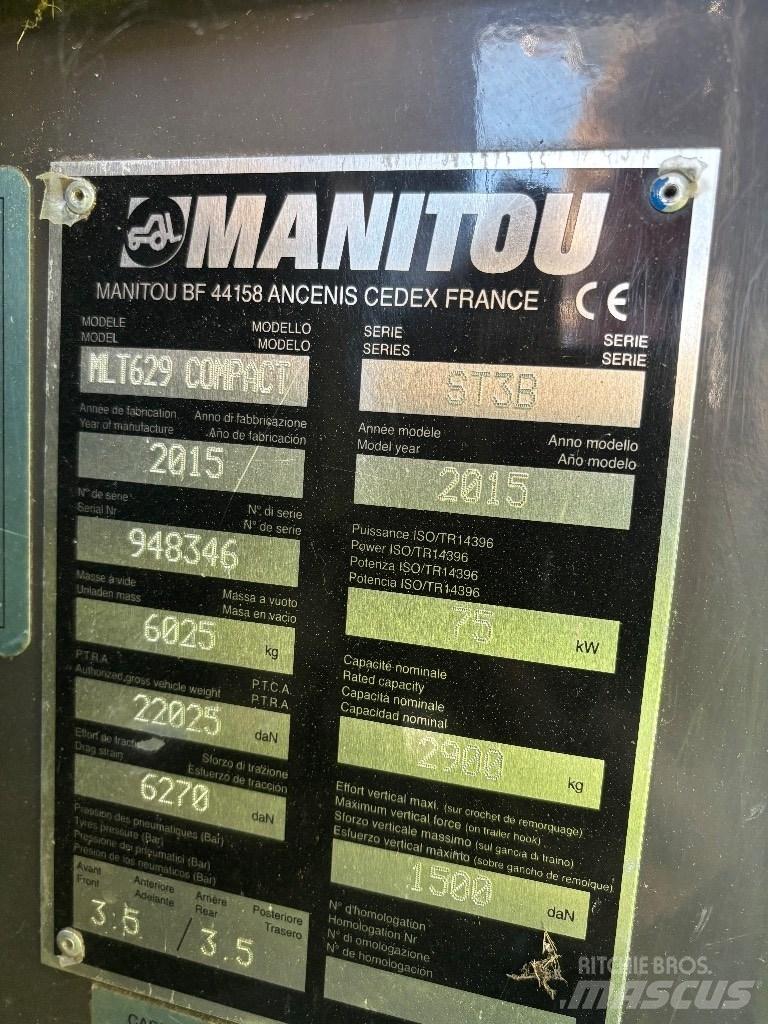 MANITOU
MANITOU BF 44158 ANCENIS CEDEX FRANCE CE
MODELE MODELLO
MODEL MODELO
MLT629 COMPACT
Année de fabrication Anno di fabbricazione
Year of manufacture Año de fabricación
2015
N° de serie N° di serie
Serial Nr N° de serie
948346
Masse à vide Massa a vuoto
Unladen mass Masa en vacio
6025 kg
P.T.R.A. P.T.C.A.
Authorized gross vehicle weight P.T.R.A.
22025 daN
Effort de traction Sforzo di trazione
Drag strain Esfuerzo de tracción
6270 daN
Pression des pneumatiques (Bar)
Tyres pressure (Bar)
Pressione dei pneumatici (Bar)
Presion de los neumáticos (Bar)
Avant Anteriore Arrière Posteriore
Front Adelante Rear Trasero
3.5 / 3.5
SERIE SERIE
SERIES SERIE
ST3B
Année modèle Anno modello
Model year Año modelo
2015
Puissance ISO/TR14396
Power ISO/TR14396
Potenza ISO/TR14396
Potencia ISO/TR14396
75 kW
Capacité nominale
Rated capacity
Capacità nominale
Capacidad nominal
2900 kg
Effort vertical maxi. (sur crochet de remorquage)
Maximum vertical force (on trailer hook)
Sforzo verticale massimo (sul gancia di traino)
Esfuerzo vertical máximo (sobre gancho de remolque)
1500 daN
N° d'homologation
Homologation Nr
N° di omologazione
N° de homologación
RITCHIE BROS.
MASCUS